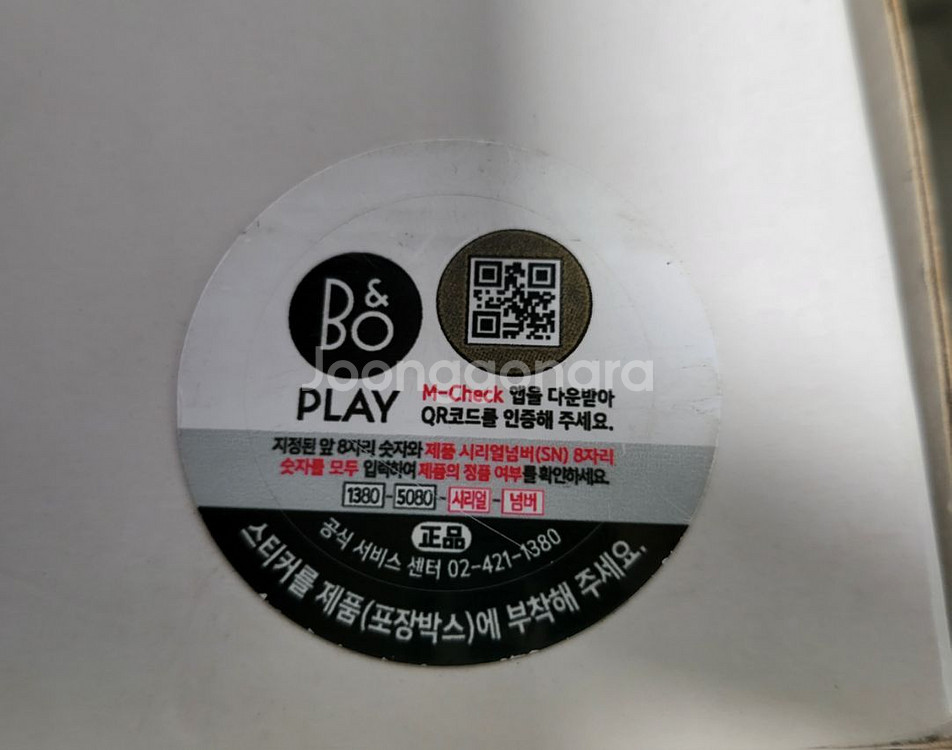 B&O
PLAY
M-Check 앱을 다운받아
QR코드를 인증해 주세요.
Joonggonara
지정된 앞 8자리 숫자와 제품 시리얼넘버(SN) 8자리
숫자를 모두 입력하여 제품의 정품 여부를 확인하세요.
1380-5080-시리얼-넘버
正品
공식 서비스 센터 02-421-1380
스티커를 제품(포장박스)에 부착해 주세요.